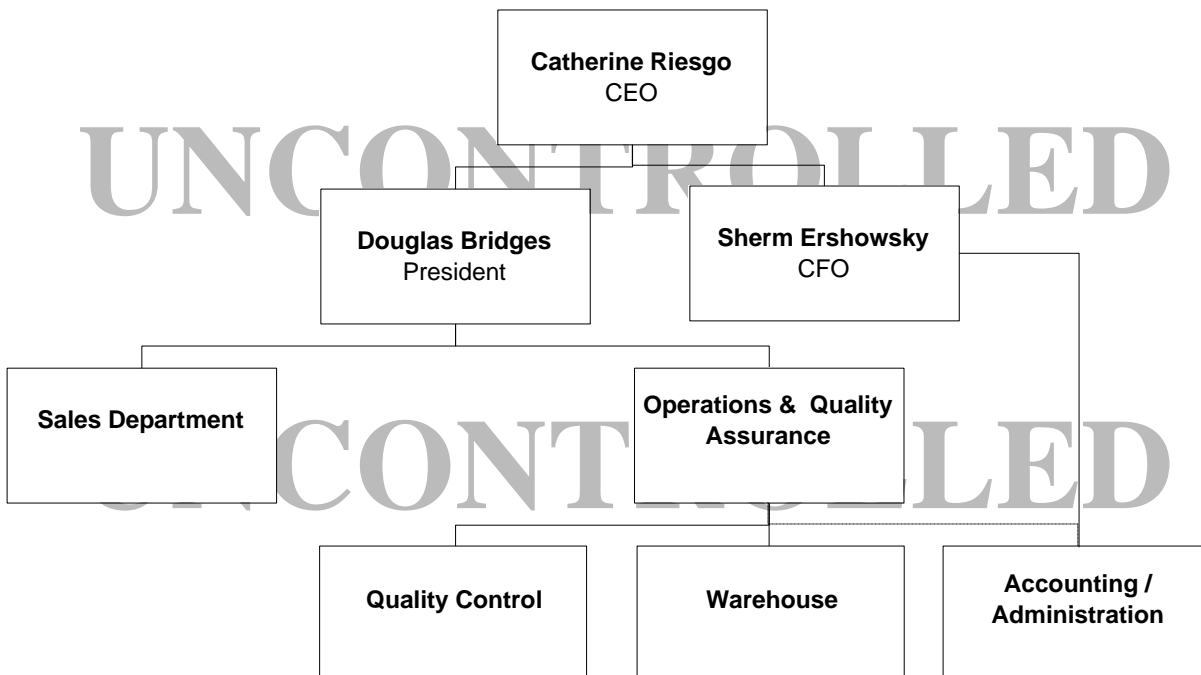 Catherine Riesgo
CEO
UNCONTROLLED
Douglas Bridges
President
Sherm Ershowsky
CFO
Sales Department
Operations & Quality
Assurance
UNCONTROLLED
Quality Control
Warehouse
Accounting /
Administration